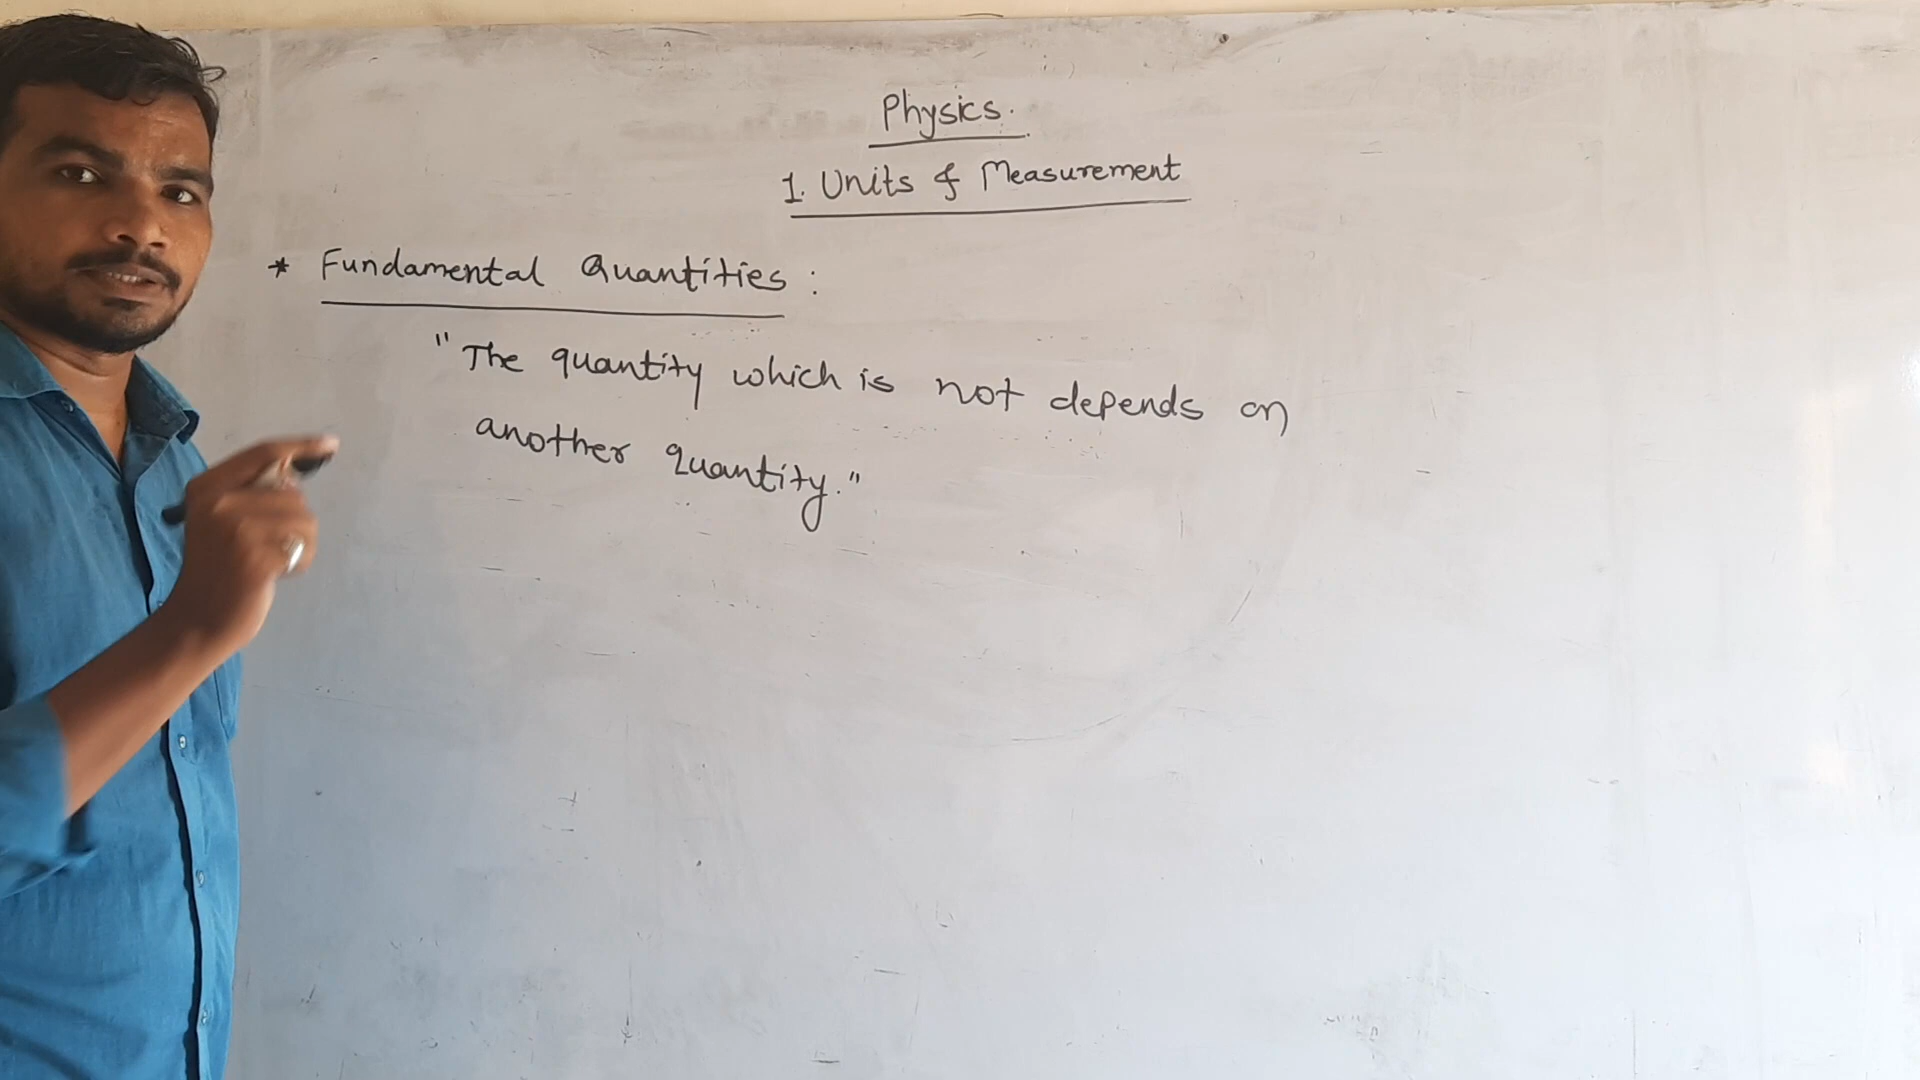 Physics.
1. Units & Measurement
* Fundamental Quantities :
"The quantity which is not depends on
another quantity."